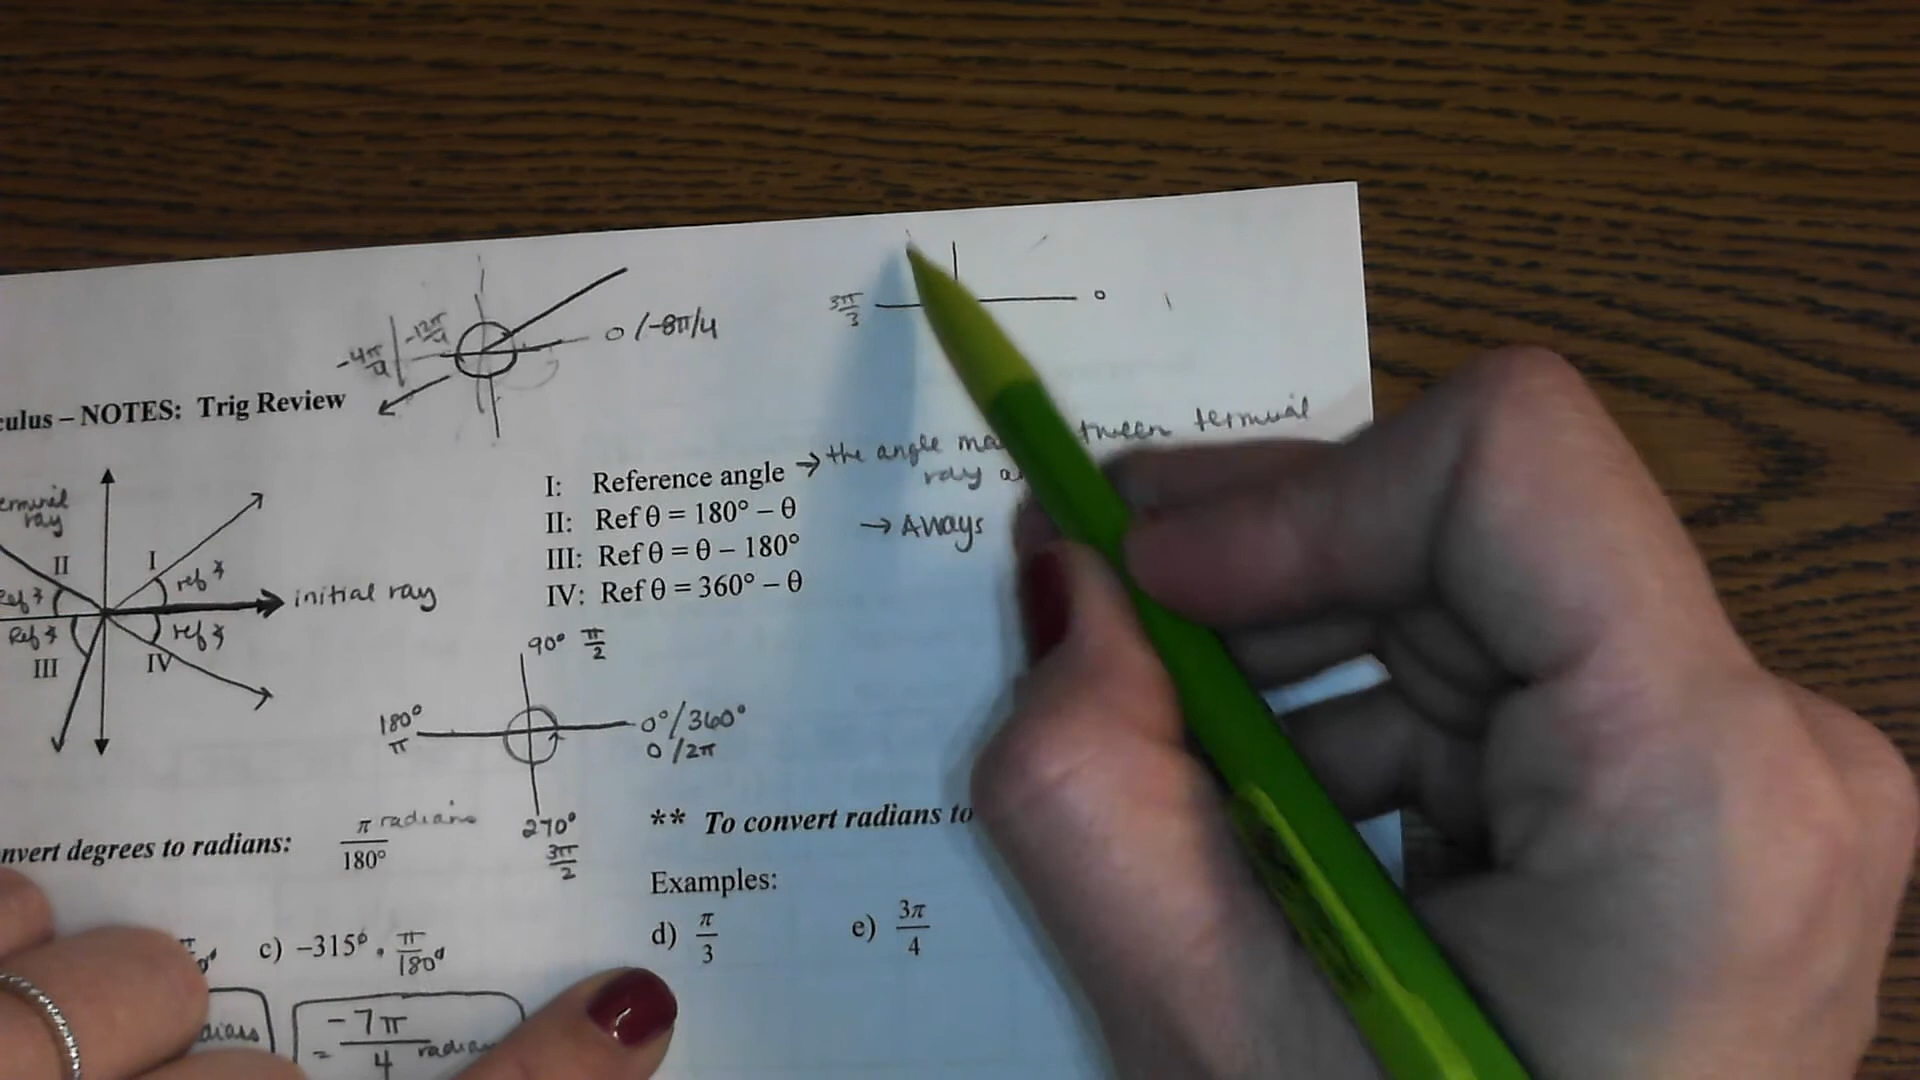 0/-8π/4
-4π/4 -12π/4
3π/3 0
culus – NOTES: Trig Review
I: Reference angle → the angle ma tween terminal
ray a
II: Ref θ = 180° – θ
→ Always
III: Ref θ = θ – 180°
IV: Ref θ = 360° – θ
erminal
ray
II I
Ref ∡ ref ∡
initial ray
Ref ∡ ref ∡
III IV
90° π/2
180° 0°/360°
π 0/2π
270°
3π/2
nvert degrees to radians: π radians/180°
** To convert radians to
Examples:
d) π/3 e) 3π/4
c) –315° · π/180°
dians = -7π/4 radian